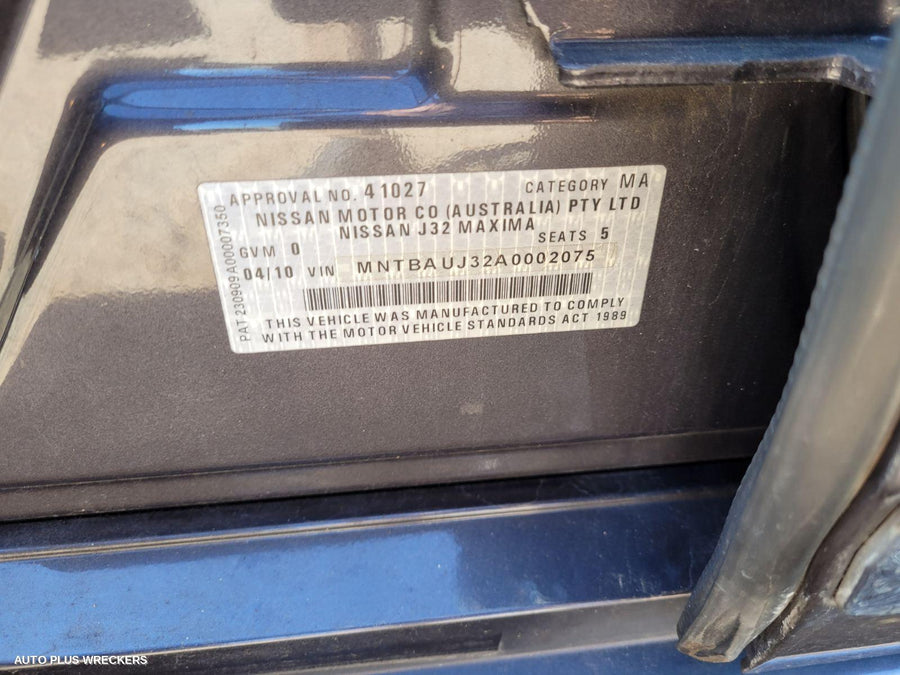 APPROVAL NO. 41027 CATEGORY MA
NISSAN MOTOR CO (AUSTRALIA) PTY LTD
NISSAN J32 MAXIMA
GVM 0 SEATS 5
04/10 VIN MNTBAUJ32A0002075
THIS VEHICLE WAS MANUFACTURED TO COMPLY
WITH THE MOTOR VEHICLE STANDARDS ACT 1989
PAT 230909A00007350
AUTO PLUS WRECKERS